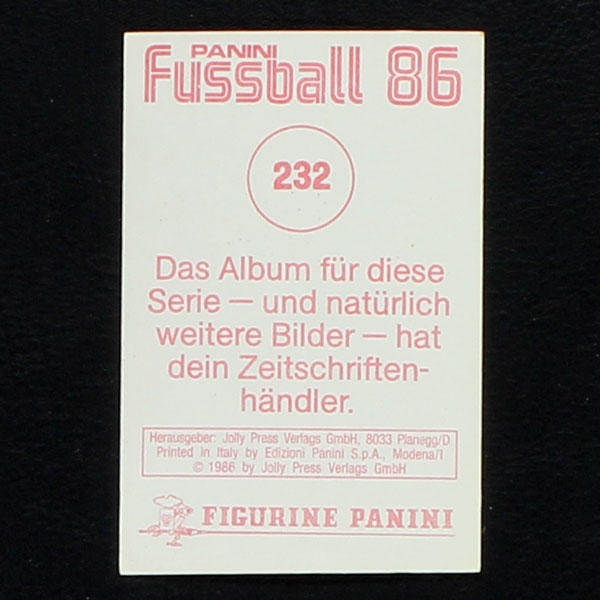 PANINI
Fussball 86
232
Das Album für diese
Serie — und natürlich
weitere Bilder — hat
dein Zeitschriften-
händler.
Herausgeber: Jolly Press Verlags GmbH, 8033 Planegg/D
Printed in Italy by Edizioni Panini S.p.A., Modena/I
© 1986 by Jolly Press Verlags GmbH
FIGURINE PANINI